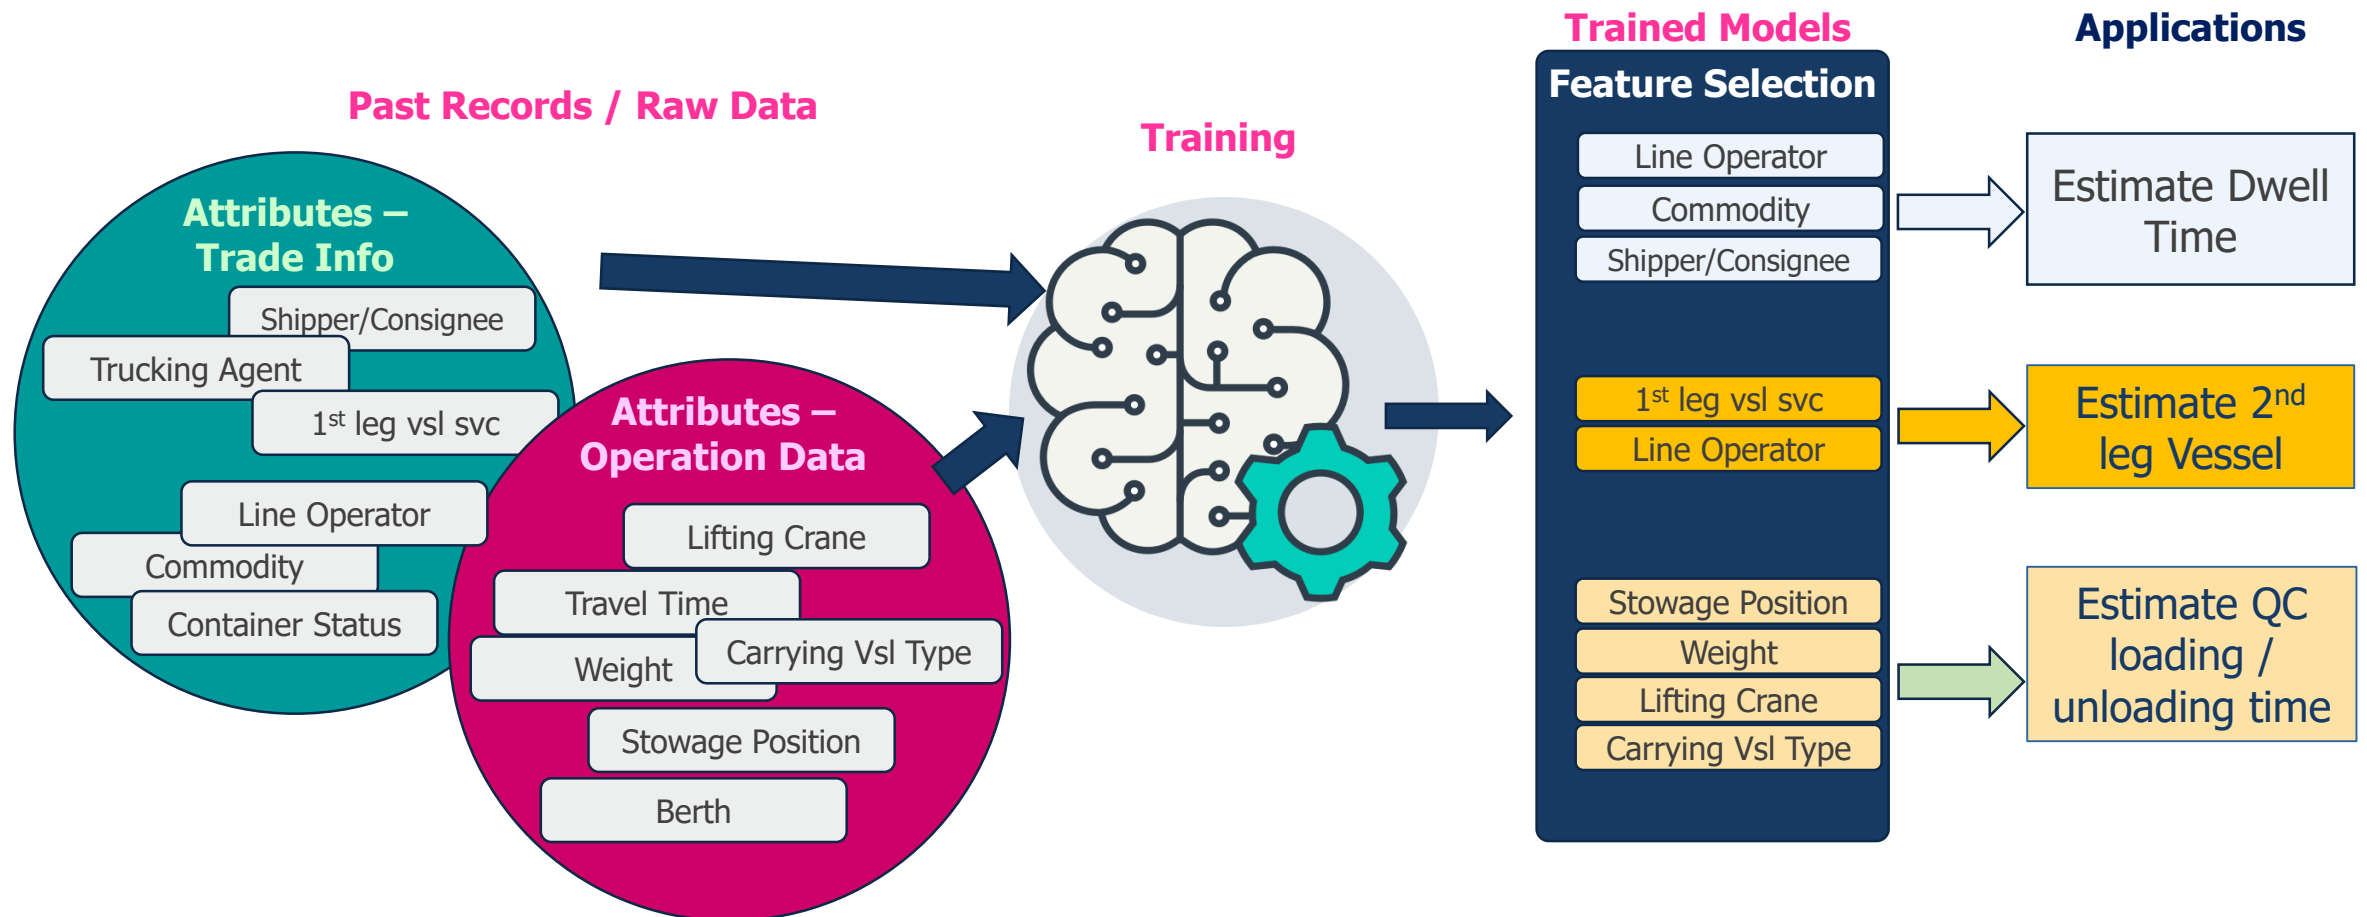 Past Records / Raw Data
Attributes –
Trade Info
Shipper/Consignee
Trucking Agent
1st leg vsl svc
Line Operator
Commodity
Container Status
Attributes –
Operation Data
Lifting Crane
Travel Time
Carrying Vsl Type
Weight
Stowage Position
Berth
Training
Trained Models
Feature Selection
Line Operator
Commodity
Shipper/Consignee
1st leg vsl svc
Line Operator
Stowage Position
Weight
Lifting Crane
Carrying Vsl Type
Applications
Estimate Dwell
Time
Estimate 2nd
leg Vessel
Estimate QC
loading /
unloading time